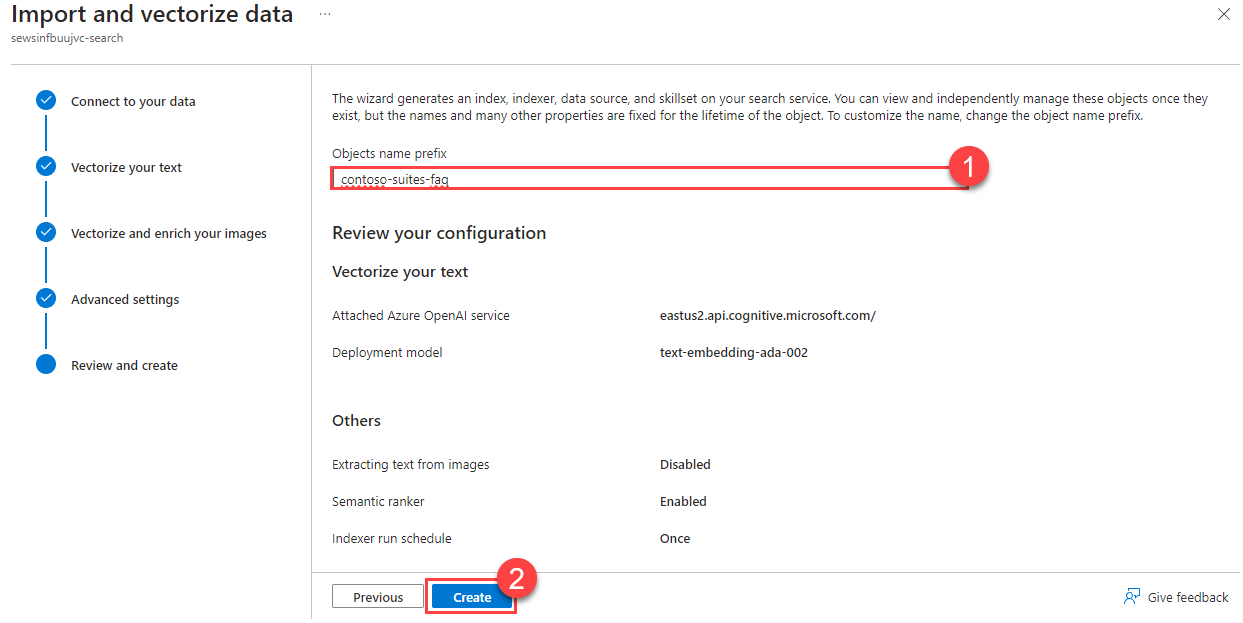 Import and vectorize data ...
sewsinfbuujvc-search
Connect to your data
Vectorize your text
Vectorize and enrich your images
Advanced settings
Review and create
The wizard generates an index, indexer, data source, and skillset on your search service. You can view and independently manage these objects once they
exist, but the names and many other properties are fixed for the lifetime of the object. To customize the name, change the object name prefix.
Objects name prefix
contoso-suites-faq
1
Review your configuration
Vectorize your text
Attached Azure OpenAI service eastus2.api.cognitive.microsoft.com/
Deployment model text-embedding-ada-002
Others
Extracting text from images Disabled
Semantic ranker Enabled
Indexer run schedule Once
2
Previous Create Give feedback